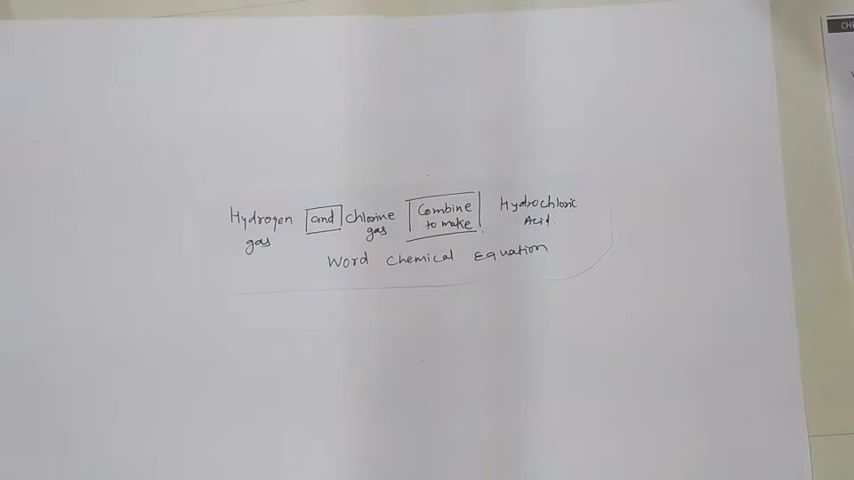 Hydrogen and Chlorine Combine Hydrochloric
gas gas to make Acid.
Word Chemical Equation